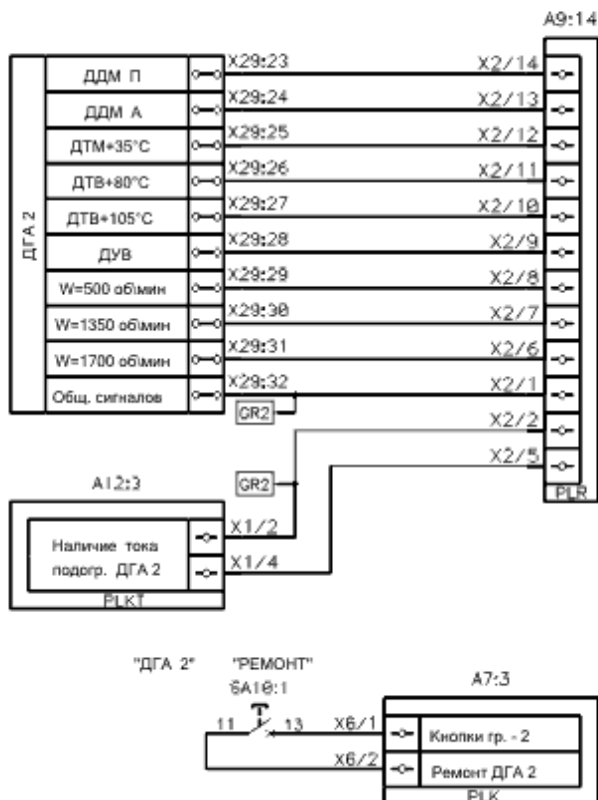 A9:14
ДГА 2
ДДМ П X29:23 X2/14
ДДМ А X29:24 X2/13
ДТМ+35°C X29:25 X2/12
ДТВ+80°C X29:26 X2/11
ДТВ+105°C X29:27 X2/10
ДУВ X29:28 X2/9
W=500 об\мин X29:29 X2/8
W=1350 об\мин X29:30 X2/7
W=1700 об\мин X29:31 X2/6
Общ. сигналов X29:32 X2/1
GR2 X2/2
X2/5
PLR
A12:3 GR2
Наличие тока X1/2
подогр. ДГА 2 X1/4
PLKT
"ДГА 2" "РЕМОНТ"
SA10:1 A7:3
11 13 X6/1 Кнопки гр. - 2
X6/2 Ремонт ДГА 2
PLK